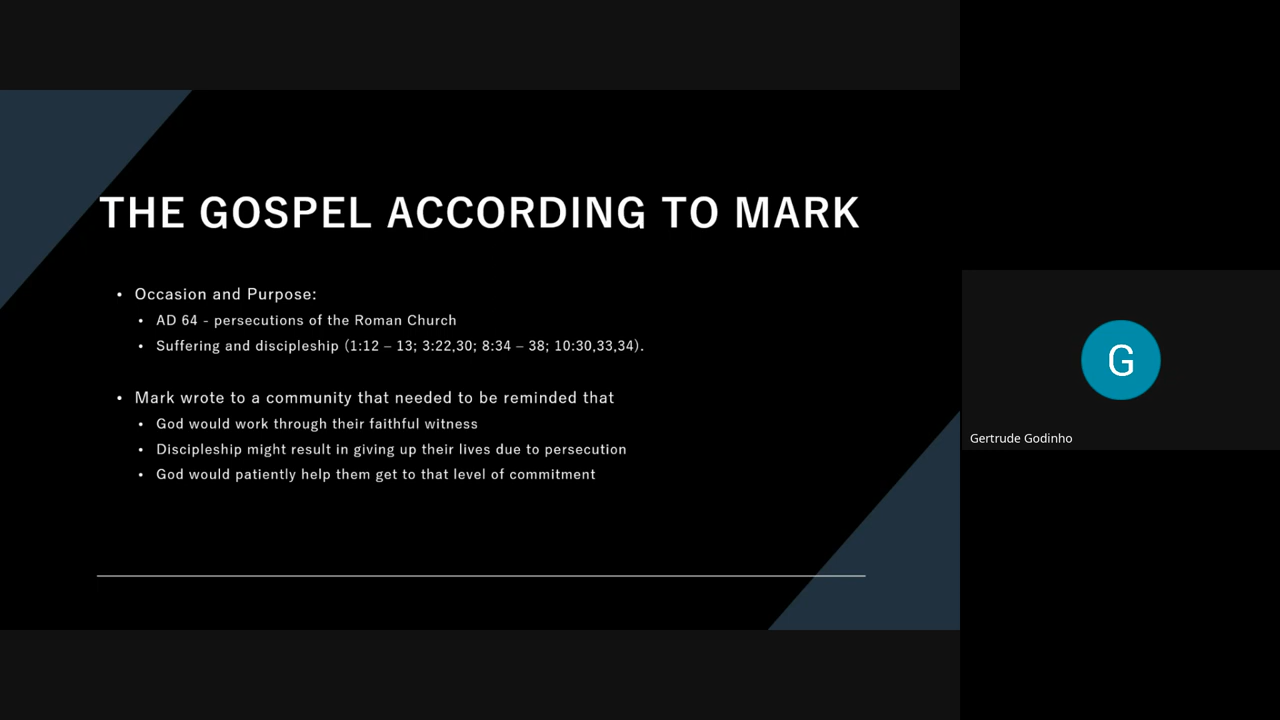 THE GOSPEL ACCORDING TO MARK
• Occasion and Purpose:
• AD 64 - persecutions of the Roman Church
• Suffering and discipleship (1:12 – 13; 3:22,30; 8:34 – 38; 10:30,33,34).
• Mark wrote to a community that needed to be reminded that
• God would work through their faithful witness
• Discipleship might result in giving up their lives due to persecution
• God would patiently help them get to that level of commitment
G
Gertrude Godinho